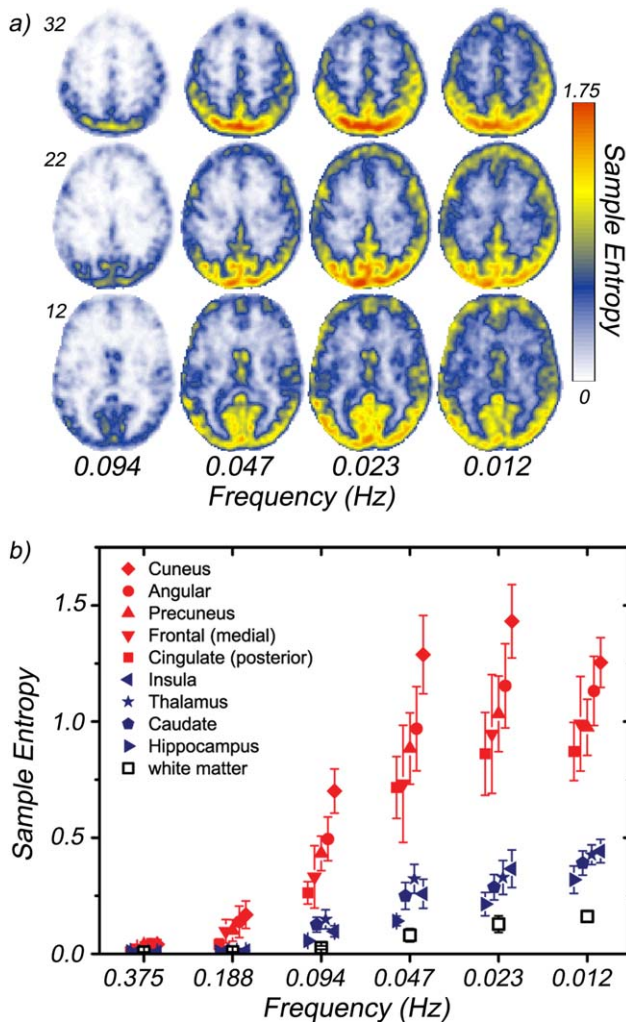 a)
32
22
12
1.75
Sample Entropy
0
0.094 0.047 0.023 0.012
Frequency (Hz)
b)
Cuneus
Angular
Precuneus
Frontal (medial)
Cingulate (posterior)
Insula
Thalamus
Caudate
Hippocampus
white matter
Sample Entropy
1.5
1.0
0.5
0.0
0.375 0.188 0.094 0.047 0.023 0.012
Frequency (Hz)